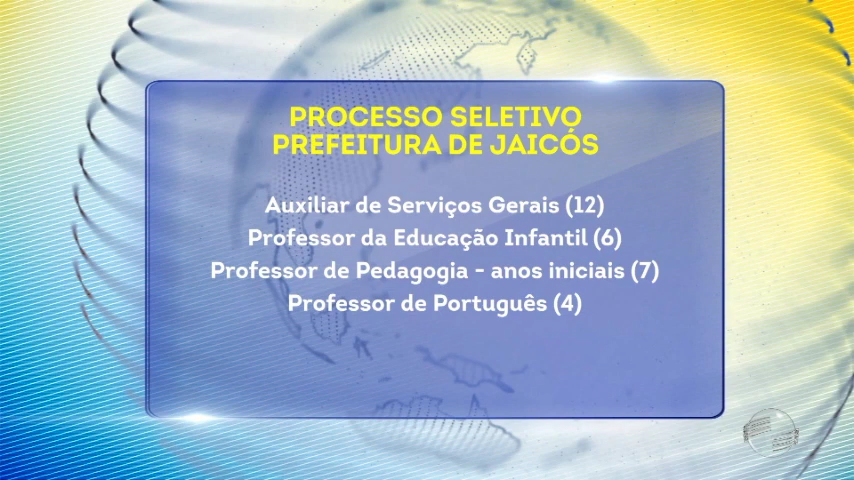 PROCESSO SELETIVO
PREFEITURA DE JAICÓS
Auxiliar de Serviços Gerais (12)
Professor da Educação Infantil (6)
Professor de Pedagogia - anos iniciais (7)
Professor de Português (4)